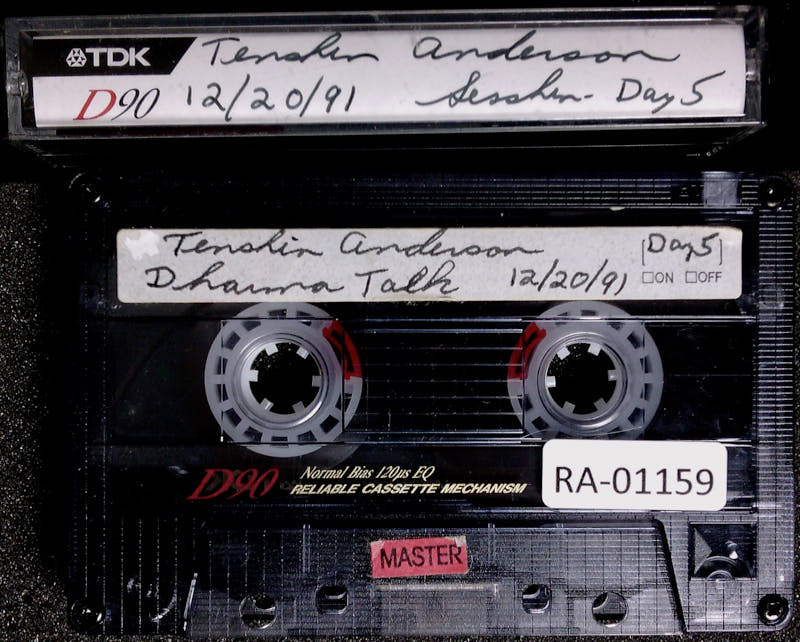 TDK Tenshin Anderson
D90 12/20/91 Sesshin - Day 5
Tenshin Anderson [Day 5]
Dharma Talk 12/20/91 □ON □OFF
D90 Normal Bias 120µs EQ
RELIABLE CASSETTE MECHANISM
RA-01159
MASTER